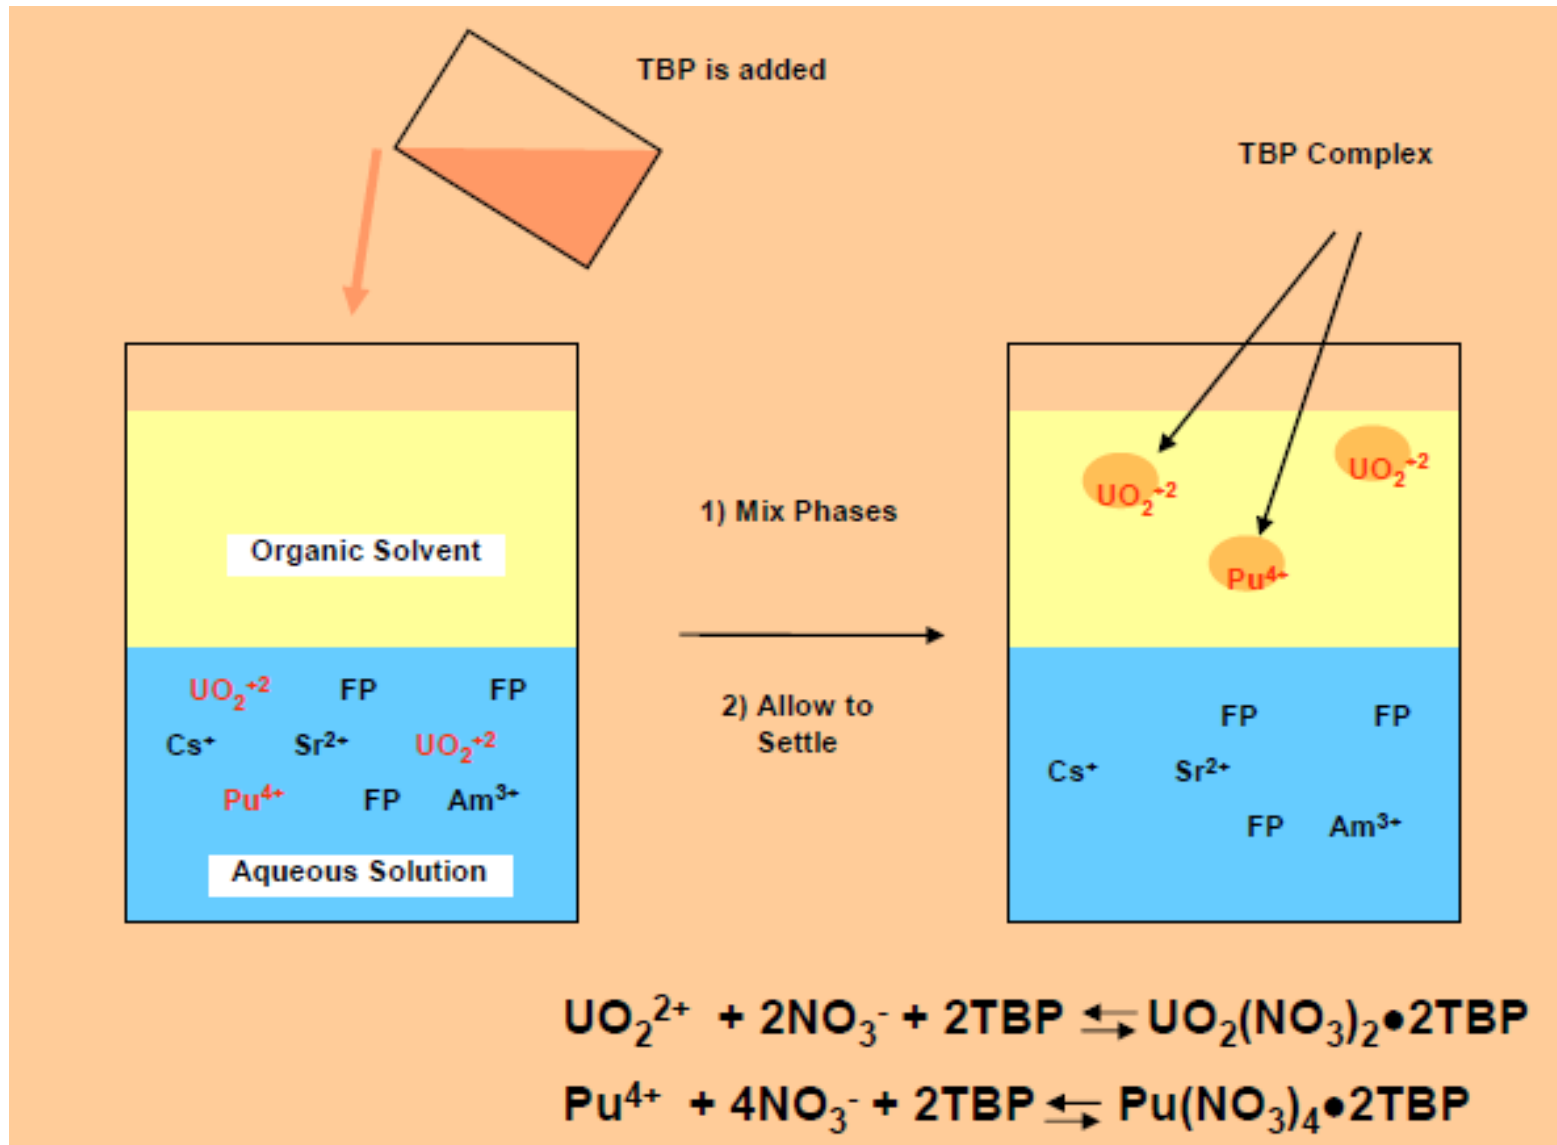 TBP is added
TBP Complex
Organic Solvent
UO₂⁺² FP FP
Cs⁺ Sr²⁺ UO₂⁺²
Pu⁴⁺ FP Am³⁺
Aqueous Solution
1) Mix Phases
2) Allow to
Settle
UO₂⁺²
UO₂⁺²
Pu⁴⁺
FP FP
Cs⁺ Sr²⁺
FP Am³⁺
UO₂²⁺ + 2NO₃⁻ + 2TBP ⇆ UO₂(NO₃)₂●2TBP
Pu⁴⁺ + 4NO₃⁻ + 2TBP ⇆ Pu(NO₃)₄●2TBP